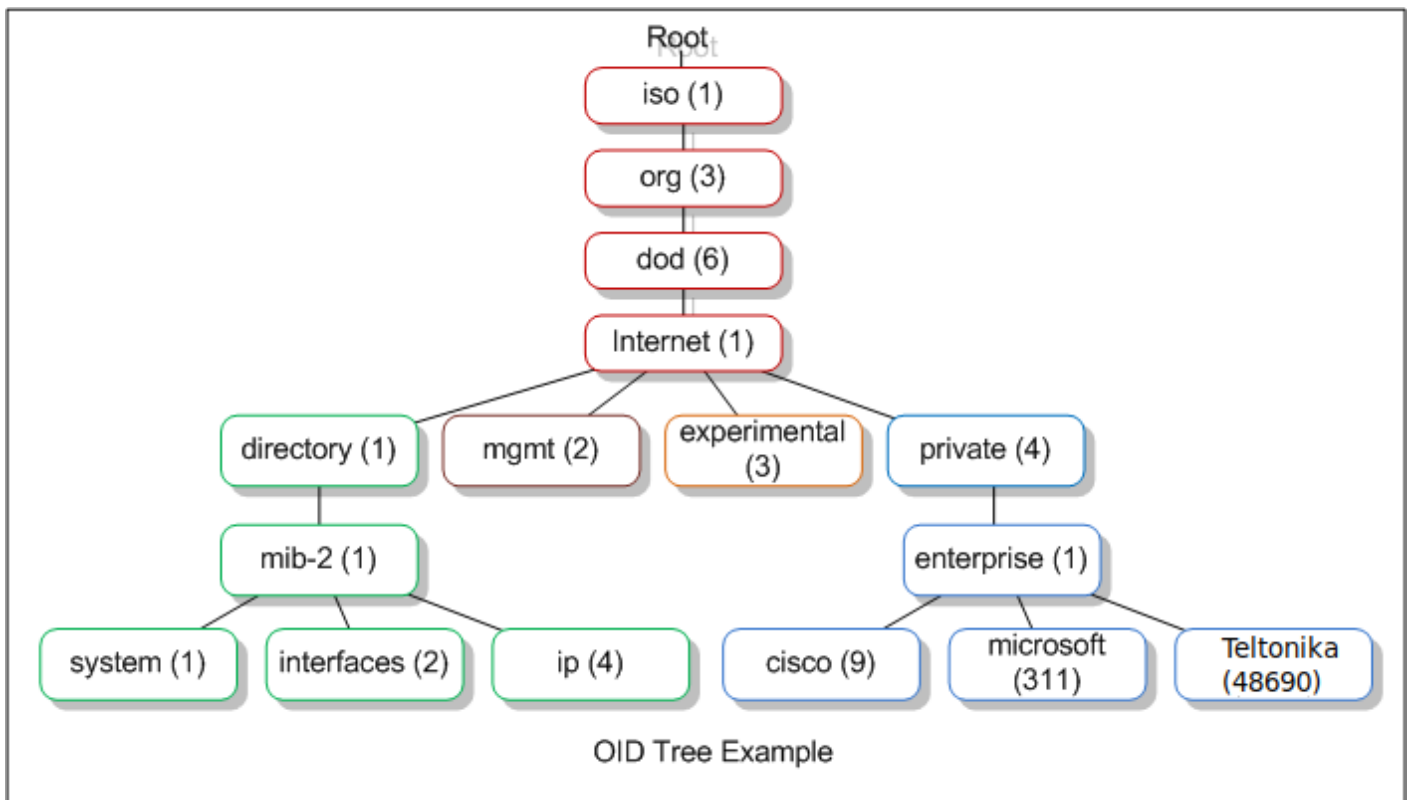 Root
iso (1)
org (3)
dod (6)
Internet (1)
directory (1)
mgmt (2)
experimental
(3)
private (4)
mib-2 (1)
enterprise (1)
system (1)
interfaces (2)
ip (4)
cisco (9)
microsoft
(311)
Teltonika
(48690)
OID Tree Example